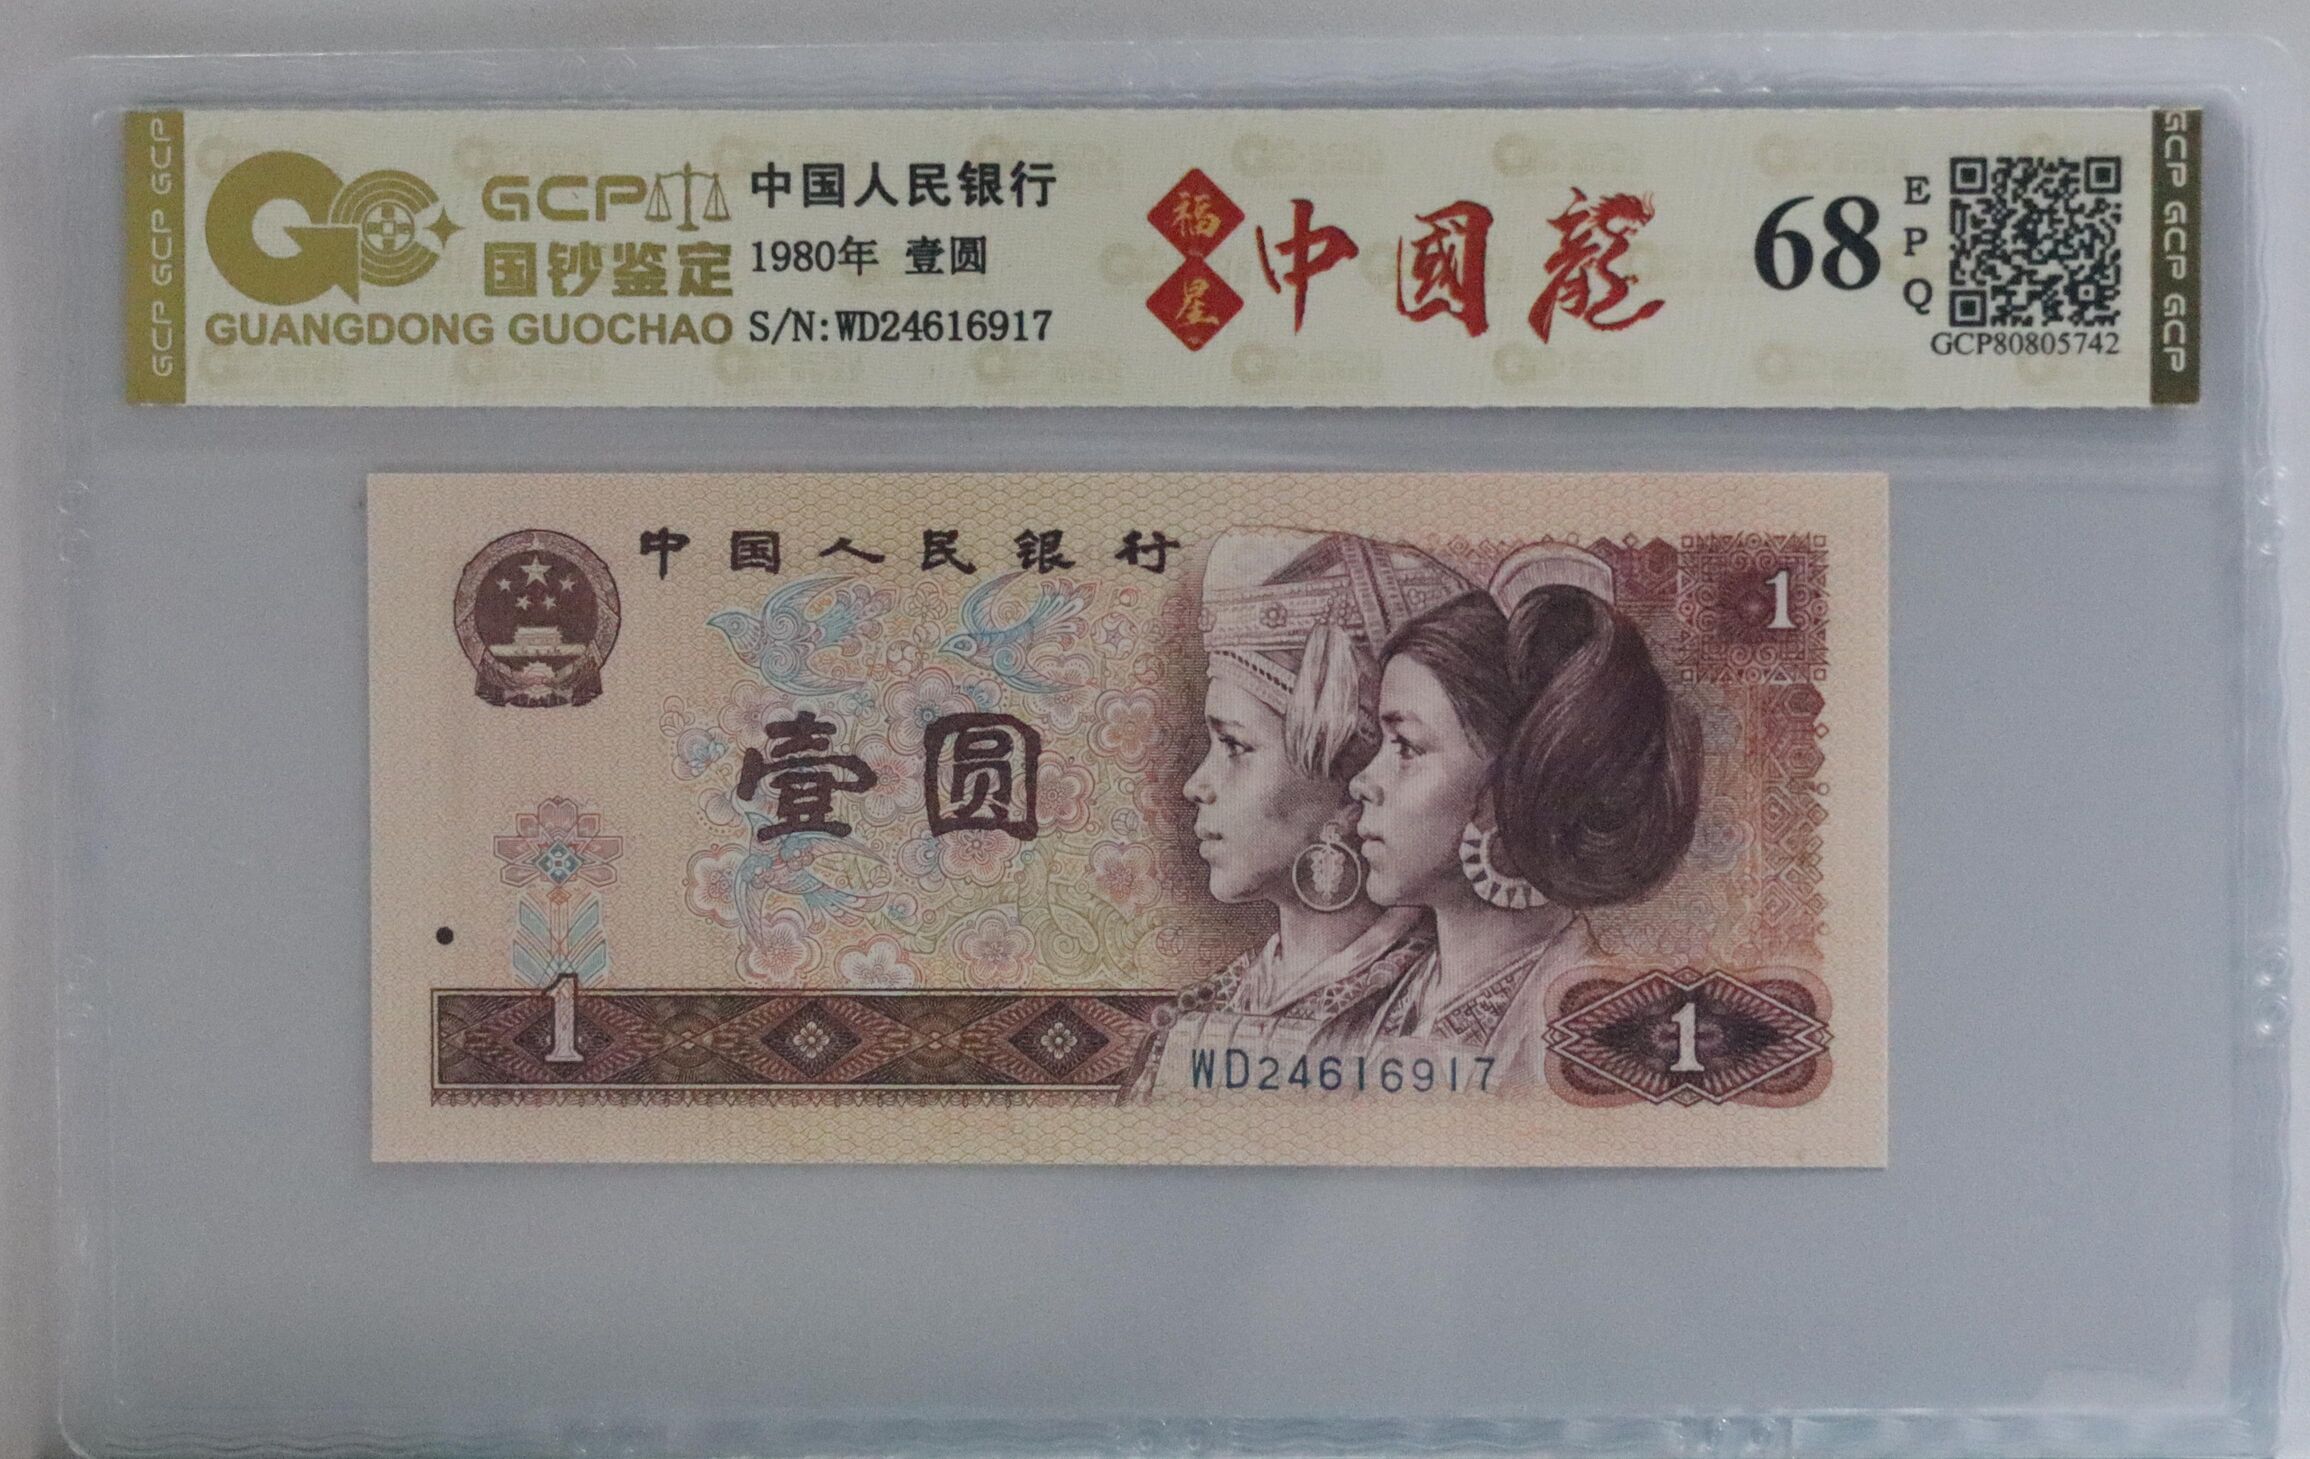 GCP GCP GCP
GCP
国钞鉴定
GUANGDONG GUOCHAO
中国人民银行
1980年 壹圆
S/N:WD24616917
福星
中國龍
68
EPQ
GCP80805742
GCP GCP GCP
中国人民银行
1
壹圆
1
WD24616917
1